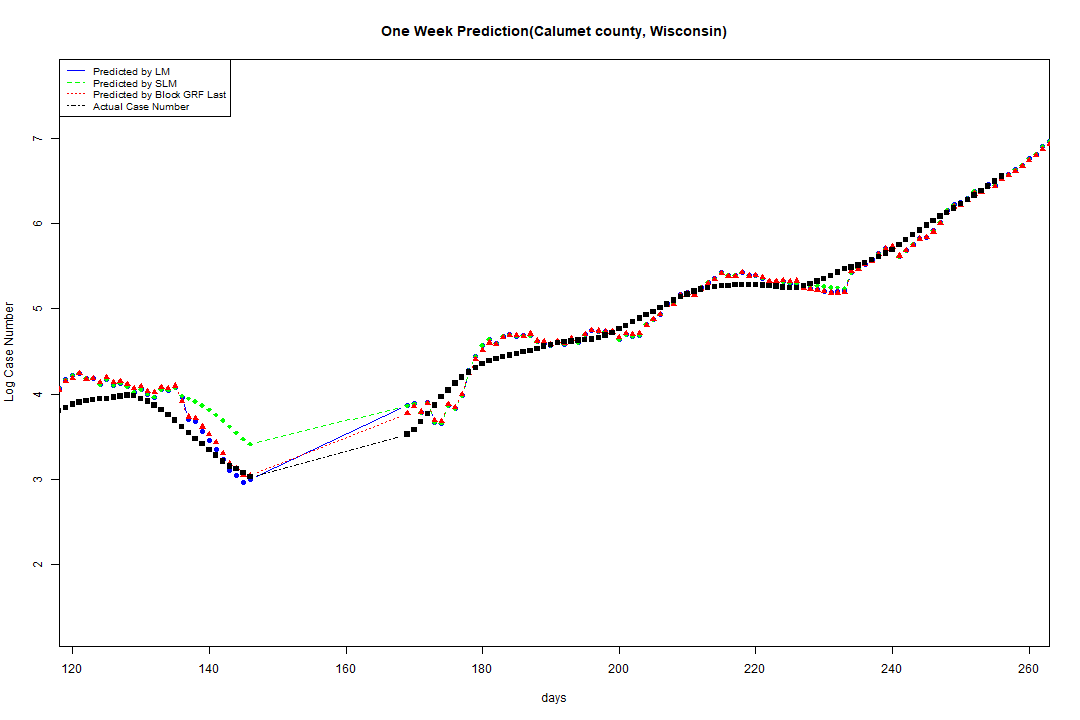 One Week Prediction(Calumet county, Wisconsin)
Predicted by LM
Predicted by SLM
Predicted by Block GRF Last
Actual Case Number
7
6
5
4
3
2
Log Case Number
120 140 160 180 200 220 240 260
days